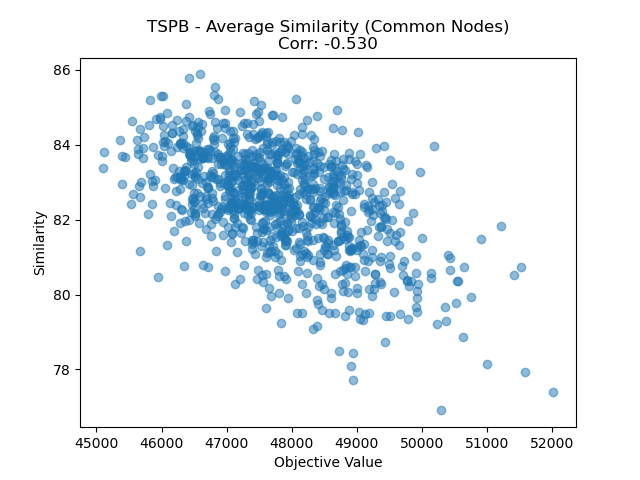 TSPB - Average Similarity (Common Nodes)
Corr: -0.530
86
84
82
80
78
Similarity
45000 46000 47000 48000 49000 50000 51000 52000
Objective Value